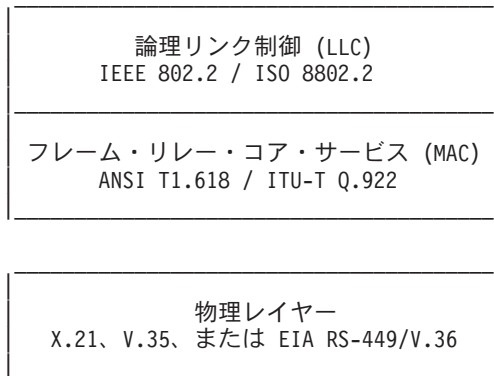 論理リンク制御 (LLC)
IEEE 802.2 / ISO 8802.2
フレーム・リレー・コア・サービス (MAC)
ANSI T1.618 / ITU-T Q.922
物理レイヤー
X.21、V.35、または EIA RS-449/V.36